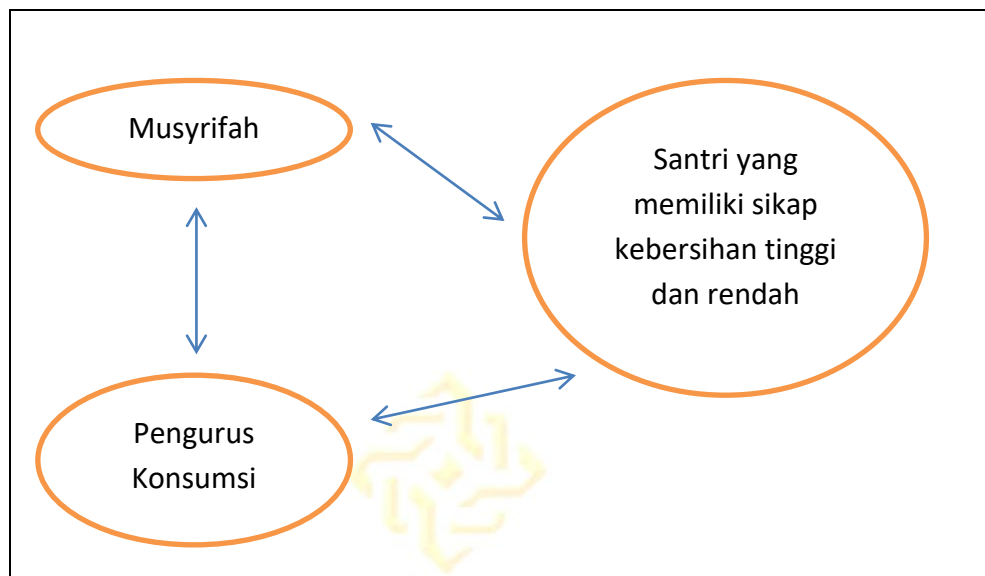 Musyrifah
Santri yang
memiliki sikap
kebersihan tinggi
dan rendah
Pengurus
Konsumsi